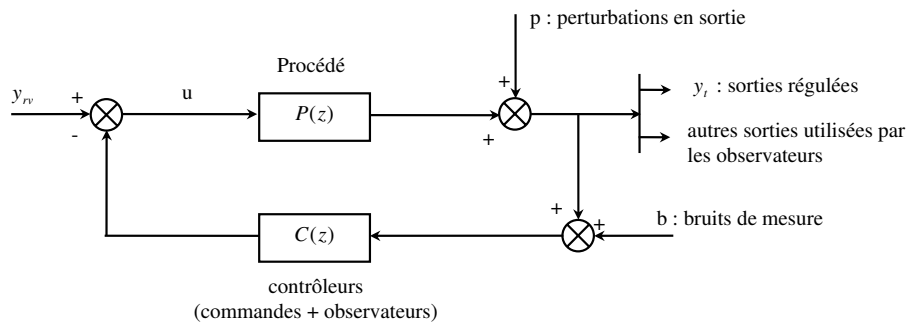 p : perturbations en sortie
Procédé
y_rv
+
-
u
P(z)
+
+
y_t : sorties régulées
autres sorties utilisées par
les observateurs
+
+
b : bruits de mesure
C(z)
contrôleurs
(commandes + observateurs)